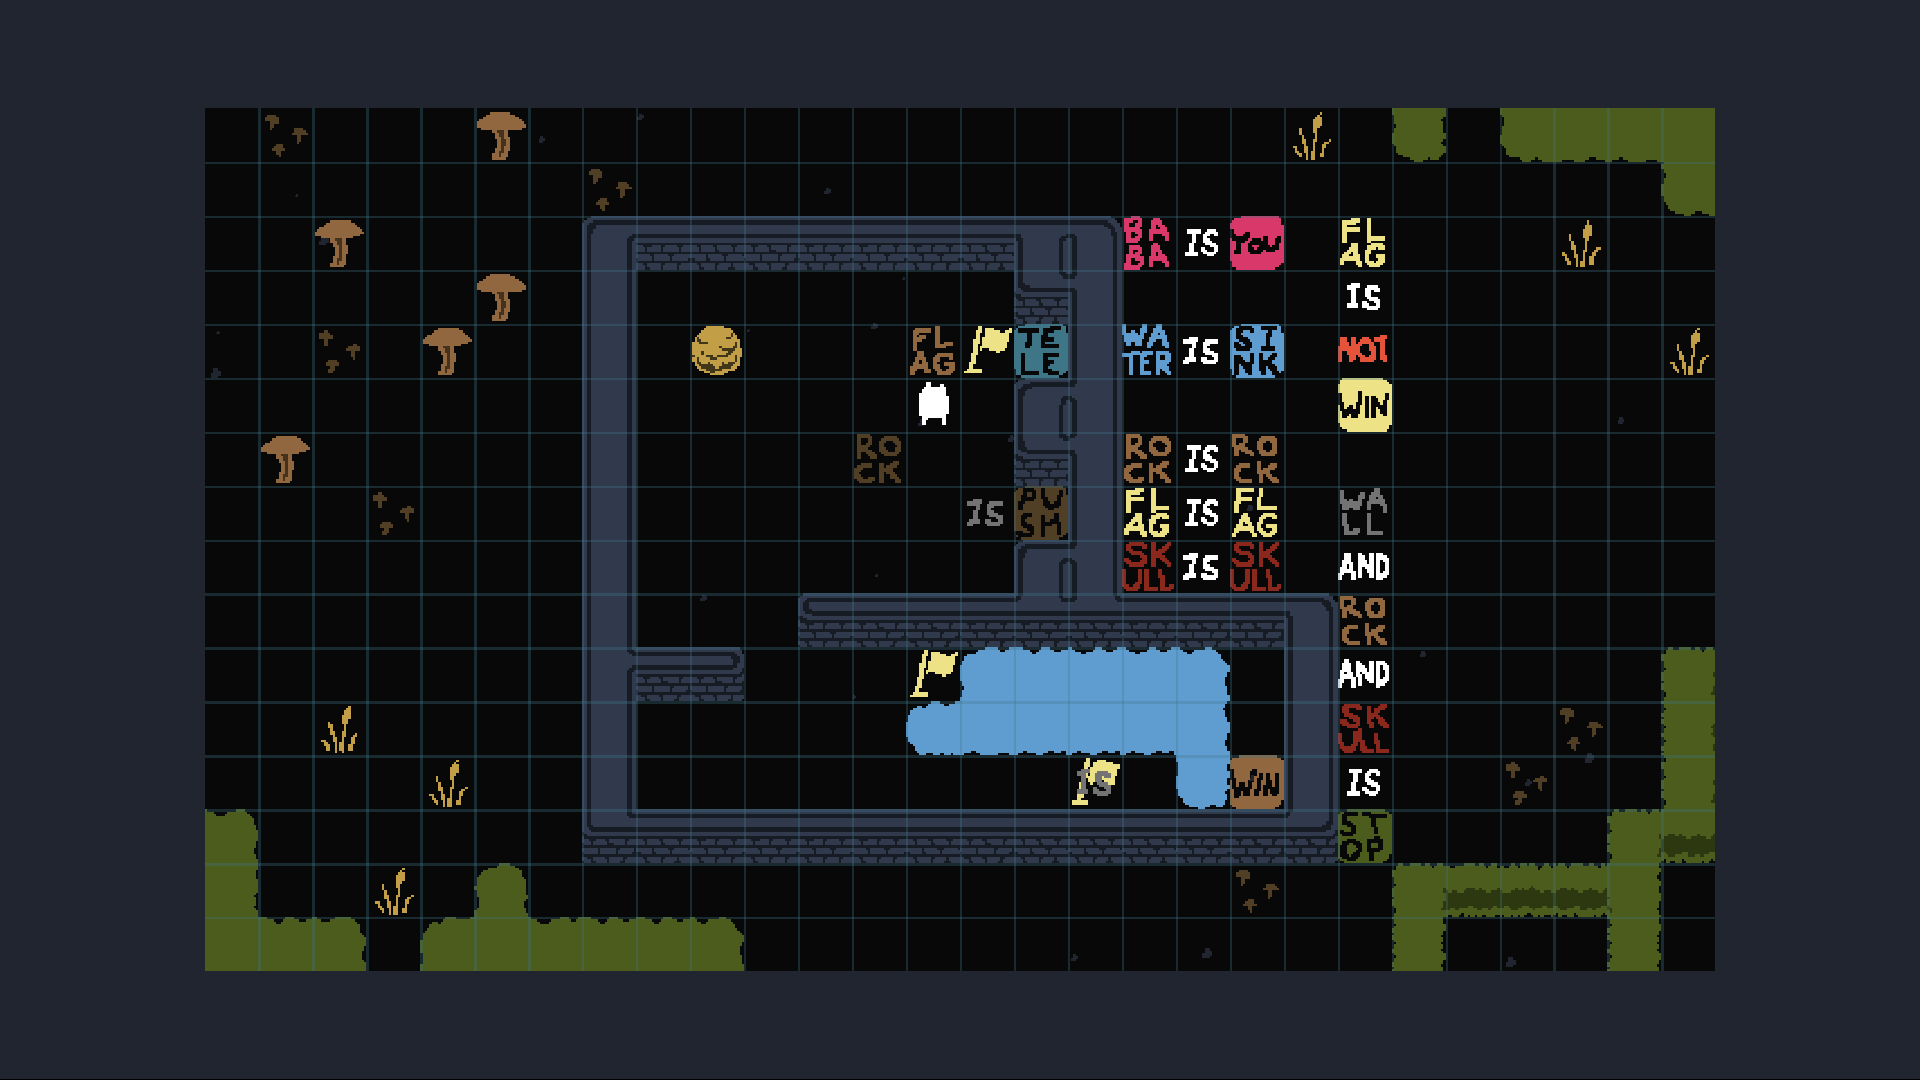 BABA IS YOU FLAG
IS
FLAG TELE WATER IS SINK NOT
WIN
ROCK ROCK IS ROCK
IS PUSH FLAG IS FLAG WALL
SKULL IS SKULL AND
ROCK
AND
SKULL
IS WIN IS
STOP